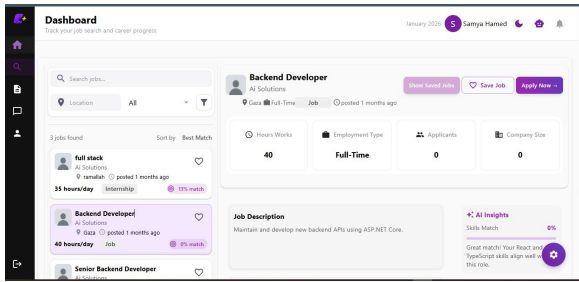 Dashboard
Track your job search and career progress
January 2026 S Samya Hamed
Search jobs...
Location All
3 jobs found Sort by Best Match
full stack
Ai Solutions
ramallah posted 1 months ago
35 hours/day Internship 13% match
Backend Developer
Ai Solutions
Gaza posted 1 months ago
40 hours/day Job 0% match
Senior Backend Developer
Ai Solutions
Backend Developer
Ai Solutions
Gaza Full-Time Job posted 1 months ago
Show Saved Jobs Save Job Apply Now
Hours Works
40
Employment Type
Full-Time
Applicants
0
Company Size
0
Job Description
Maintain and develop new backend APIs using ASP.NET Core.
AI Insights
Skills Match 0%
Great match! Your React and
TypeScript skills align well
this role.